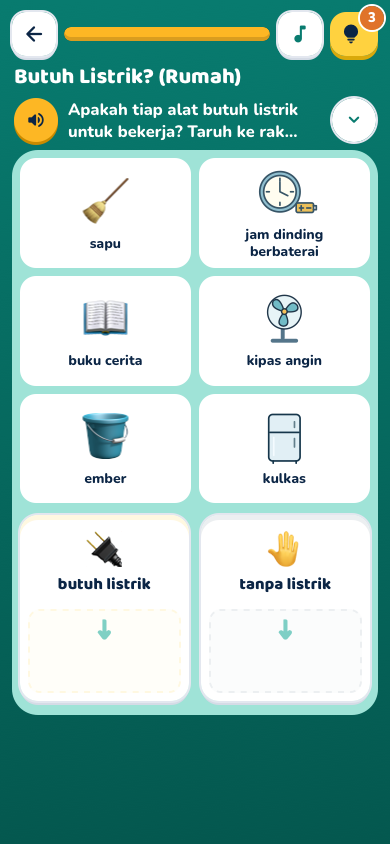 3
Butuh Listrik? (Rumah)
Apakah tiap alat butuh listrik
untuk bekerja? Taruh ke rak...
sapu
jam dinding
berbaterai
buku cerita
kipas angin
ember
kulkas
butuh listrik
tanpa listrik